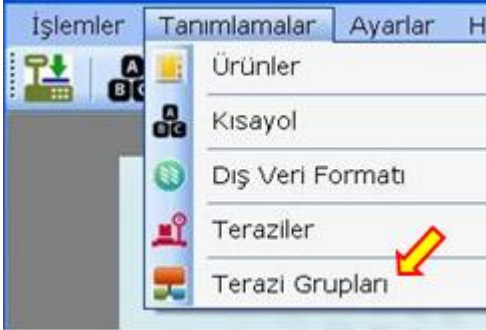 İşlemler Tanımlamalar Ayarlar H
Ürünler
Kısayol
Dış Veri Formatı
Teraziler
Terazi Grupları